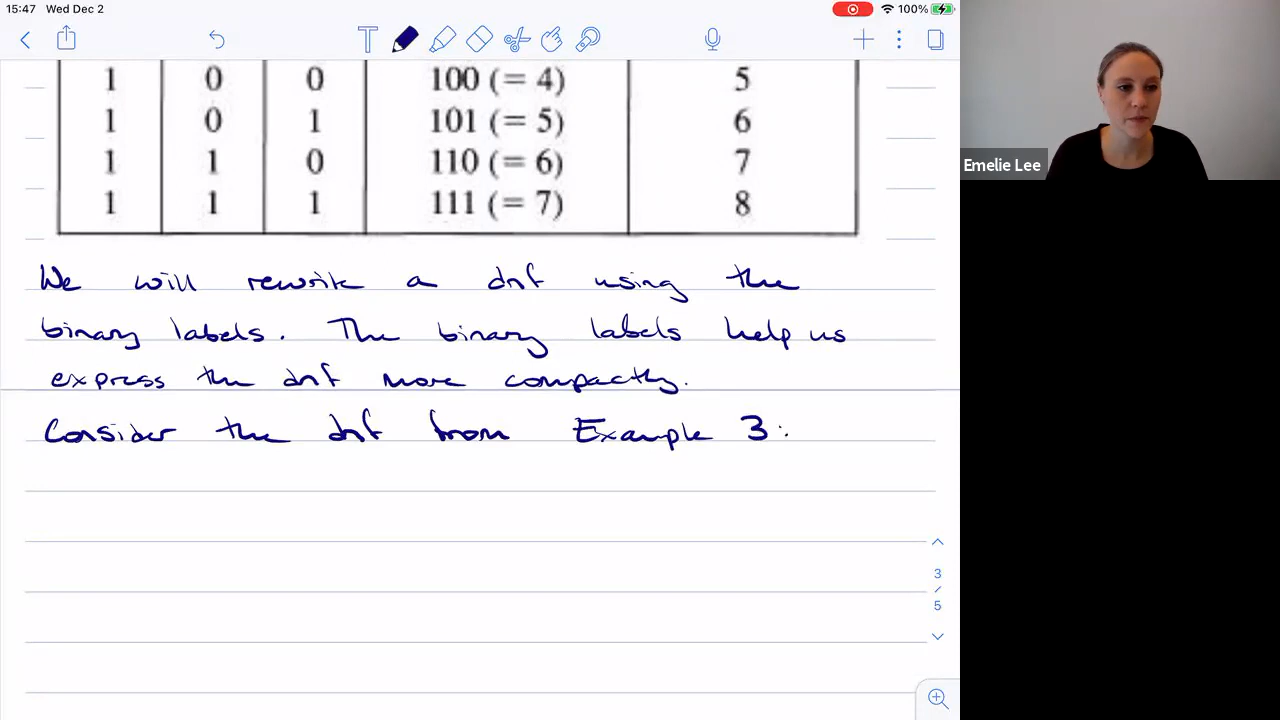 15:47 Wed Dec 2
100%
1 0 0 100 (= 4) 5
1 0 1 101 (= 5) 6
1 1 0 110 (= 6) 7
1 1 1 111 (= 7) 8
We will rewrite a dnf using the
binary labels. The binary labels help us
express the dnf more compactly.
Consider the dnf from Example 3:
3
/
5
Emelie Lee